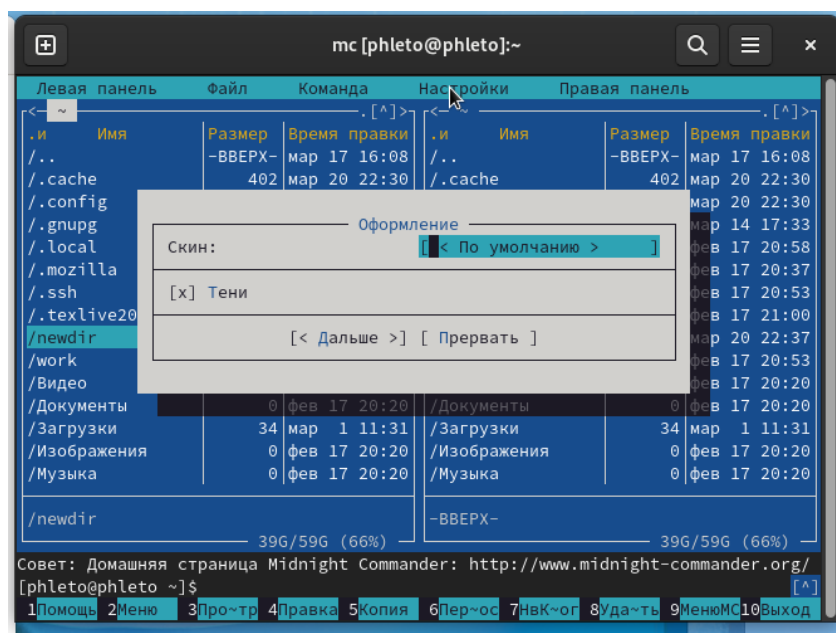 mc [phleto@phleto]:~
Левая панель Файл Команда Настройки Правая панель
<- ~ .[^]> <- ~ .[^]>
.и Имя Размер Время правки .и Имя Размер Время правки
/.. -ВВЕРХ- мар 17 16:08 /.. -ВВЕРХ- мар 17 16:08
/.cache 402 мар 20 22:30 /.cache 402 мар 20 22:30
/.config мар 20 22:30
/.gnupg Оформление мар 14 17:33
/.local Скин: [ < По умолчанию > ] фев 17 20:58
/.mozilla фев 17 20:37
/.ssh [x] Тени фев 17 20:53
/.texlive20 фев 17 21:00
/newdir [< Дальше >] [ Прервать ] мар 20 22:37
/work фев 17 20:53
/Видео фев 17 20:20
/Документы 0 фев 17 20:20 /Документы 0 фев 17 20:20
/Загрузки 34 мар 1 11:31 /Загрузки 34 мар 1 11:31
/Изображения 0 фев 17 20:20 /Изображения 0 фев 17 20:20
/Музыка 0 фев 17 20:20 /Музыка 0 фев 17 20:20
/newdir -ВВЕРХ-
39G/59G (66%) 39G/59G (66%)
Совет: Домашняя страница Midnight Commander: http://www.midnight-commander.org/
[phleto@phleto ~]$ [^]
1Помощь 2Меню 3Про~тр 4Правка 5Копия 6Пер~ос 7НвК~ог 8Уда~ть 9МенюМС10Выход